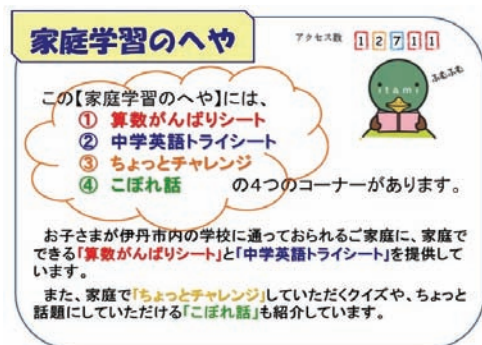 家庭学習のへや
アクセス数 12711
ふむふむ
itami
この【家庭学習のへや】には、
① 算数がんばりシート
② 中学英語トライシート
③ ちょっとチャレンジ
④ こぼれ話 の4つのコーナーがあります。
お子さまが伊丹市内の学校に通っておられるご家庭に、家庭で
できる「算数がんばりシート」と「中学英語トライシート」を提供して
います。
また、家庭で「ちょっとチャレンジ」していただくクイズや、ちょっと
話題にしていただける「こぼれ話」も紹介しています。